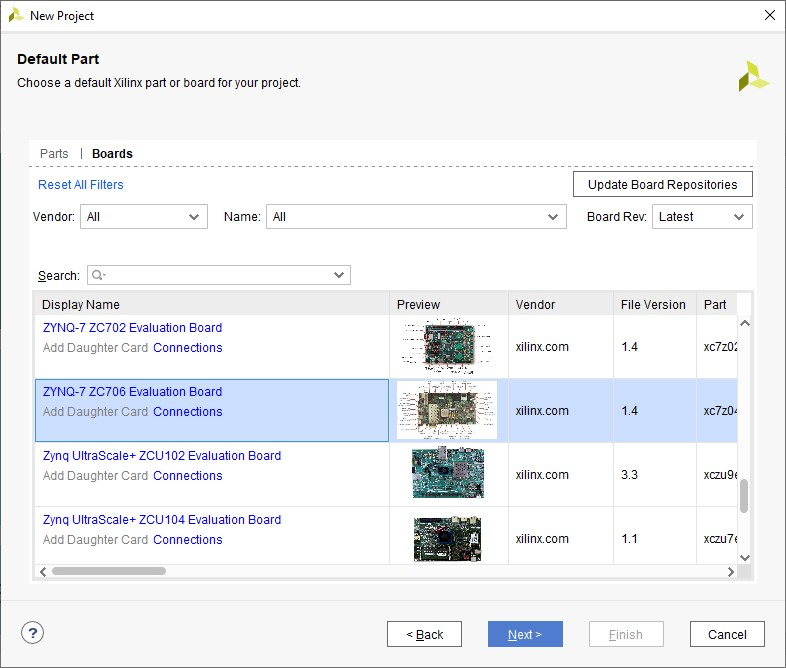 New Project
Default Part
Choose a default Xilinx part or board for your project.
Parts | Boards
Reset All Filters
Update Board Repositories
Vendor: All Name: All Board Rev: Latest
Search:
Display Name Preview Vendor File Version Part
ZYNQ-7 ZC702 Evaluation Board
Add Daughter Card Connections xilinx.com 1.4 xc7z02
ZYNQ-7 ZC706 Evaluation Board
Add Daughter Card Connections xilinx.com 1.4 xc7z04
Zynq UltraScale+ ZCU102 Evaluation Board
Add Daughter Card Connections xilinx.com 3.3 xczu9e
Zynq UltraScale+ ZCU104 Evaluation Board
Add Daughter Card Connections xilinx.com 1.1 xczu7e
? < Back Next > Finish Cancel